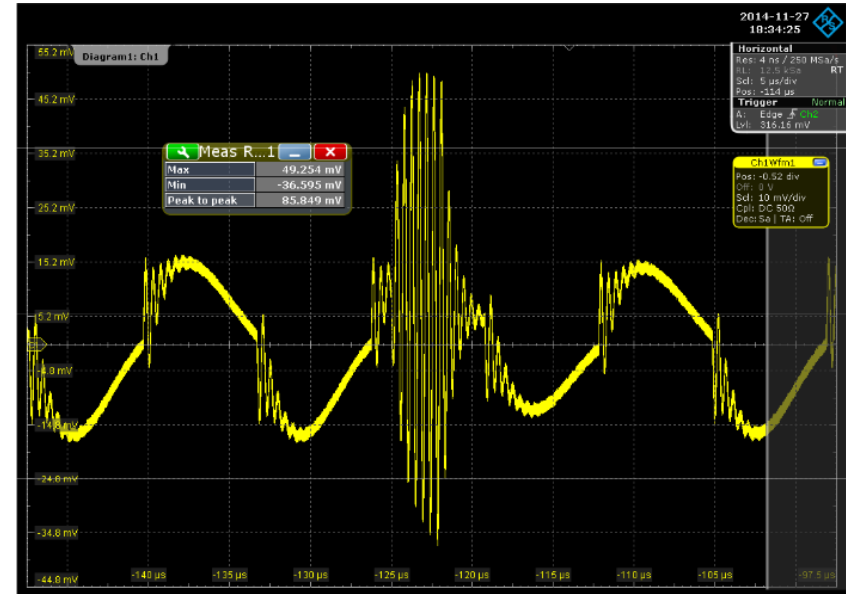 2014-11-27
18:34:25
55.2 mV
Diagram1: Ch1
Horizontal
Res: 4 ns / 250 MSa/s
RL: 12.5 kSa RT
Scl: 5 µs/div
Pos: -114 µs
Trigger Normal
A: Edge Ch2
Lvl: 316.16 mV
45.2 mV
35.2 mV
Meas R...1
Max 49.254 mV
Min -36.595 mV
Peak to peak 85.849 mV
Ch1Wfm1
Pos: -0.52 div
Off: 0 V
Scl: 10 mV/div
Cpl: DC 50Ω
Dec: Sa | TA: Off
25.2 mV
15.2 mV
5.2 mV
-4.8 mV
-14.8 mV
-24.8 mV
-34.8 mV
-44.8 mV
-140 µs
-135 µs
-130 µs
-125 µs
-120 µs
-115 µs
-110 µs
-105 µs
-97.5 µs